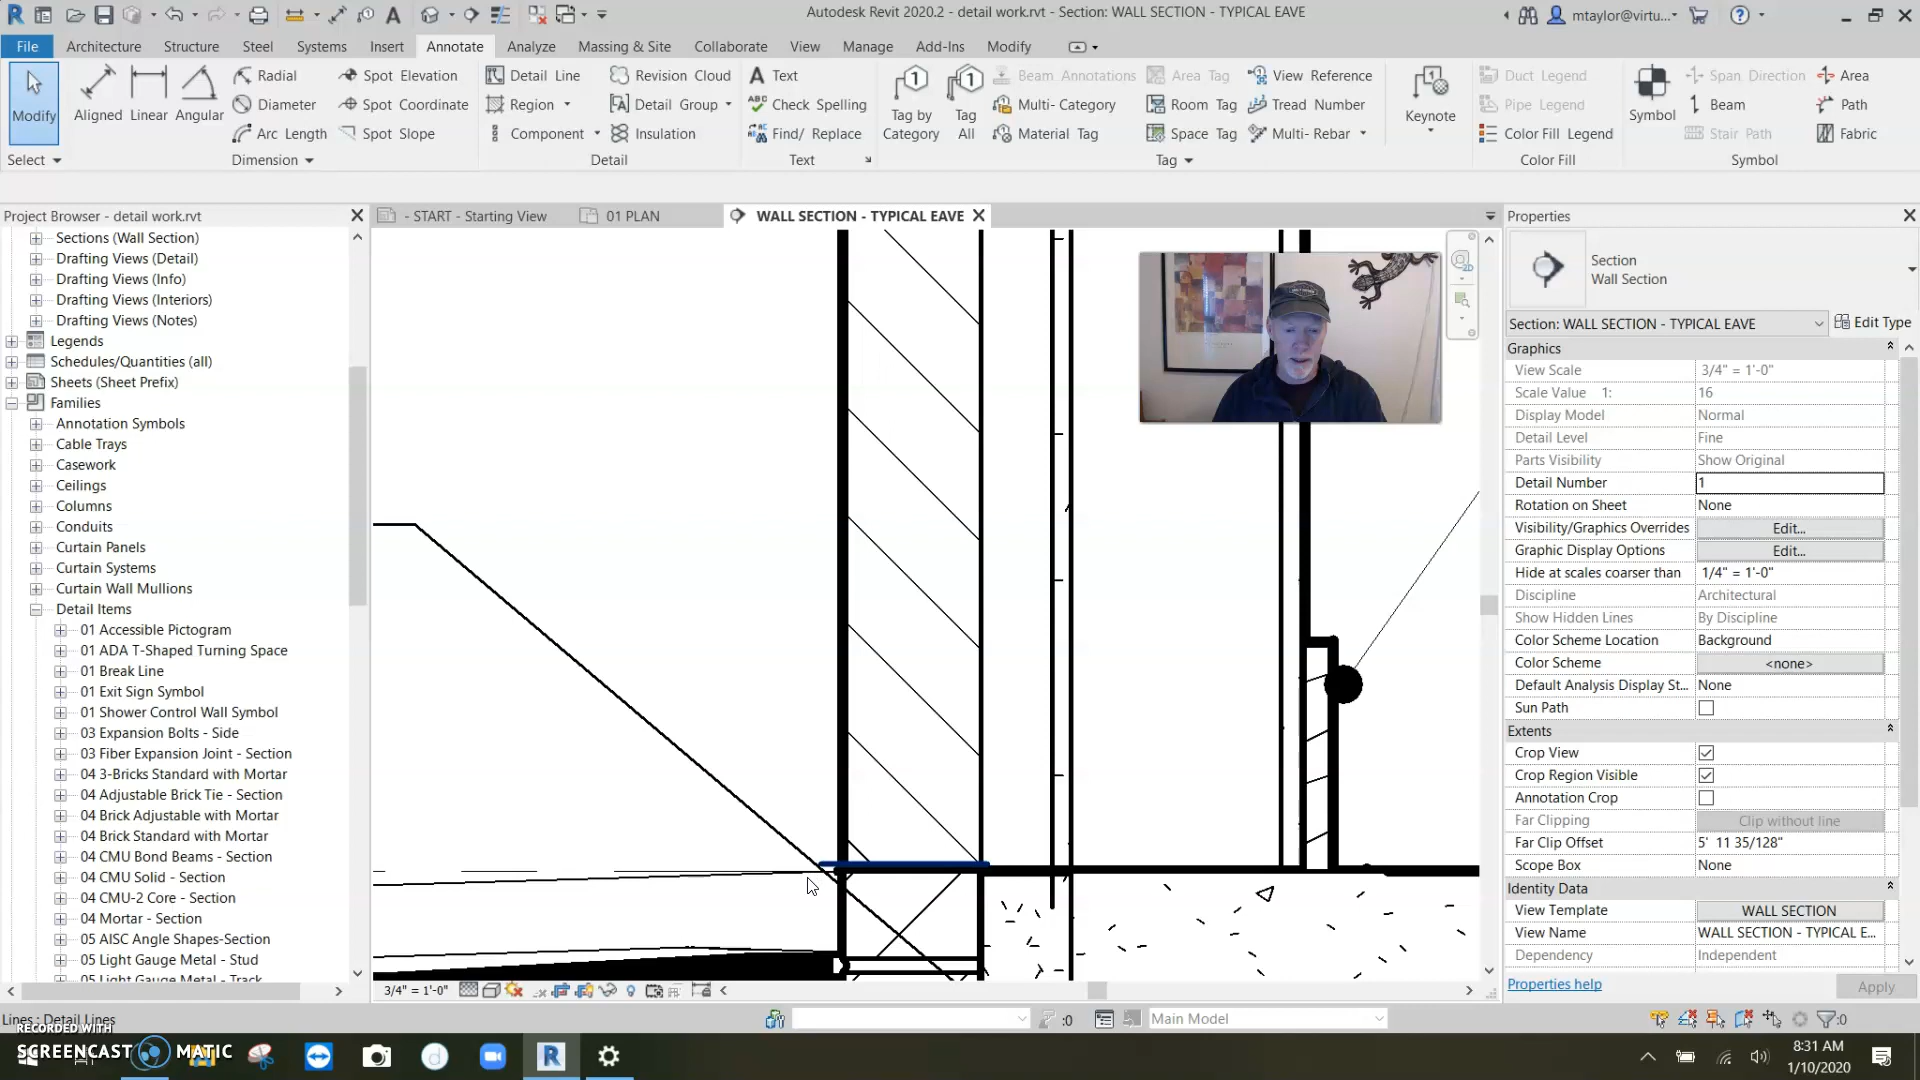 Autodesk Revit 2020.2 - detail work.rvt - Section: WALL SECTION - TYPICAL EAVE
mtaylor@virtu...
File Architecture Structure Steel Systems Insert Annotate Analyze Massing & Site Collaborate View Manage Add-Ins Modify
Modify
Select
Aligned Linear Angular
Radial
Diameter
Arc Length
Spot Elevation
Spot Coordinate
Spot Slope
Dimension
Detail Line
Region
Component
Revision Cloud
Detail Group
Insulation
Detail
Text
Check Spelling
Find/ Replace
Text
Tag by Category
Tag All
Beam Annotations
Multi- Category
Material Tag
Area Tag
Room Tag
Space Tag
View Reference
Tread Number
Multi- Rebar
Tag
Keynote
Duct Legend
Pipe Legend
Color Fill Legend
Color Fill
Symbol
Span Direction
Beam
Stair Path
Area
Path
Fabric
Symbol
Project Browser - detail work.rvt
Sections (Wall Section)
Drafting Views (Detail)
Drafting Views (Info)
Drafting Views (Interiors)
Drafting Views (Notes)
Legends
Schedules/Quantities (all)
Sheets (Sheet Prefix)
Families
Annotation Symbols
Cable Trays
Casework
Ceilings
Columns
Conduits
Curtain Panels
Curtain Systems
Curtain Wall Mullions
Detail Items
01 Accessible Pictogram
01 ADA T-Shaped Turning Space
01 Break Line
01 Exit Sign Symbol
01 Shower Control Wall Symbol
03 Expansion Bolts - Side
03 Fiber Expansion Joint - Section
04 3-Bricks Standard with Mortar
04 Adjustable Brick Tie - Section
04 Brick Adjustable with Mortar
04 Brick Standard with Mortar
04 CMU Bond Beams - Section
04 CMU Solid - Section
04 CMU-2 Core - Section
04 Mortar - Section
05 AISC Angle Shapes-Section
05 Light Gauge Metal - Stud
05 Light Gauge Metal - Track
- START - Starting View
01 PLAN
WALL SECTION - TYPICAL EAVE
2D
3/4" = 1'-0"
Properties
Section
Wall Section
Section: WALL SECTION - TYPICAL EAVE Edit Type
Graphics
View Scale 3/4" = 1'-0"
Scale Value 1: 16
Display Model Normal
Detail Level Fine
Parts Visibility Show Original
Detail Number 1
Rotation on Sheet None
Visibility/Graphics Overrides Edit...
Graphic Display Options Edit...
Hide at scales coarser than 1/4" = 1'-0"
Discipline Architectural
Show Hidden Lines By Discipline
Color Scheme Location Background
Color Scheme <none>
Default Analysis Display St... None
Sun Path
Extents
Crop View
Crop Region Visible
Annotation Crop
Far Clipping Clip without line
Far Clip Offset 5' 11 35/128"
Scope Box None
Identity Data
View Template WALL SECTION
View Name WALL SECTION - TYPICAL E...
Dependency Independent
Properties help Apply
Lines : Detail Lines
:0 Main Model :0
RECORDED WITH
SCREENCAST MATIC
8:31 AM
1/10/2020